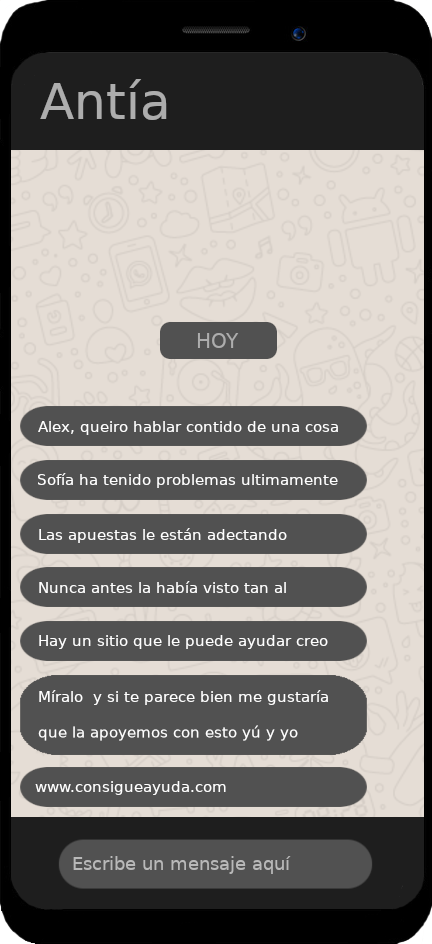 Antía
HOY
Alex, queiro hablar contido de una cosa
Sofía ha tenido problemas ultimamente
Las apuestas le están adectando
Nunca antes la había visto tan al
Hay un sitio que le puede ayudar creo
Míralo  y si te parece bien me gustaría
que la apoyemos con esto yú y yo
www.consigueayuda.com
Escribe un mensaje aquí